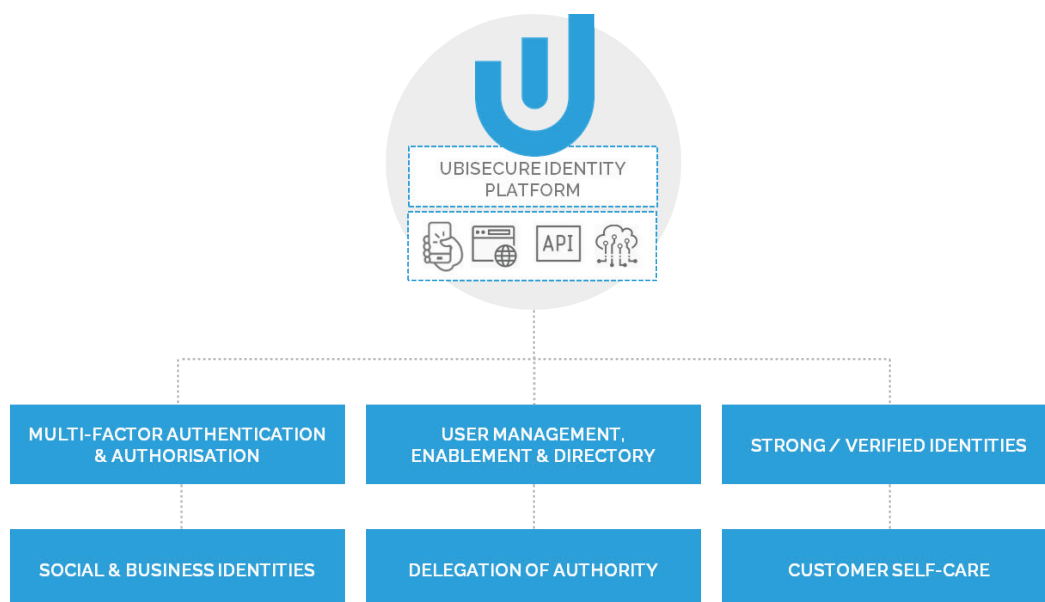 UBISECURE IDENTITY
PLATFORM
API
MULTI-FACTOR AUTHENTICATION
& AUTHORISATION
USER MANAGEMENT,
ENABLEMENT & DIRECTORY
STRONG / VERIFIED IDENTITIES
SOCIAL & BUSINESS IDENTITIES
DELEGATION OF AUTHORITY
CUSTOMER SELF-CARE